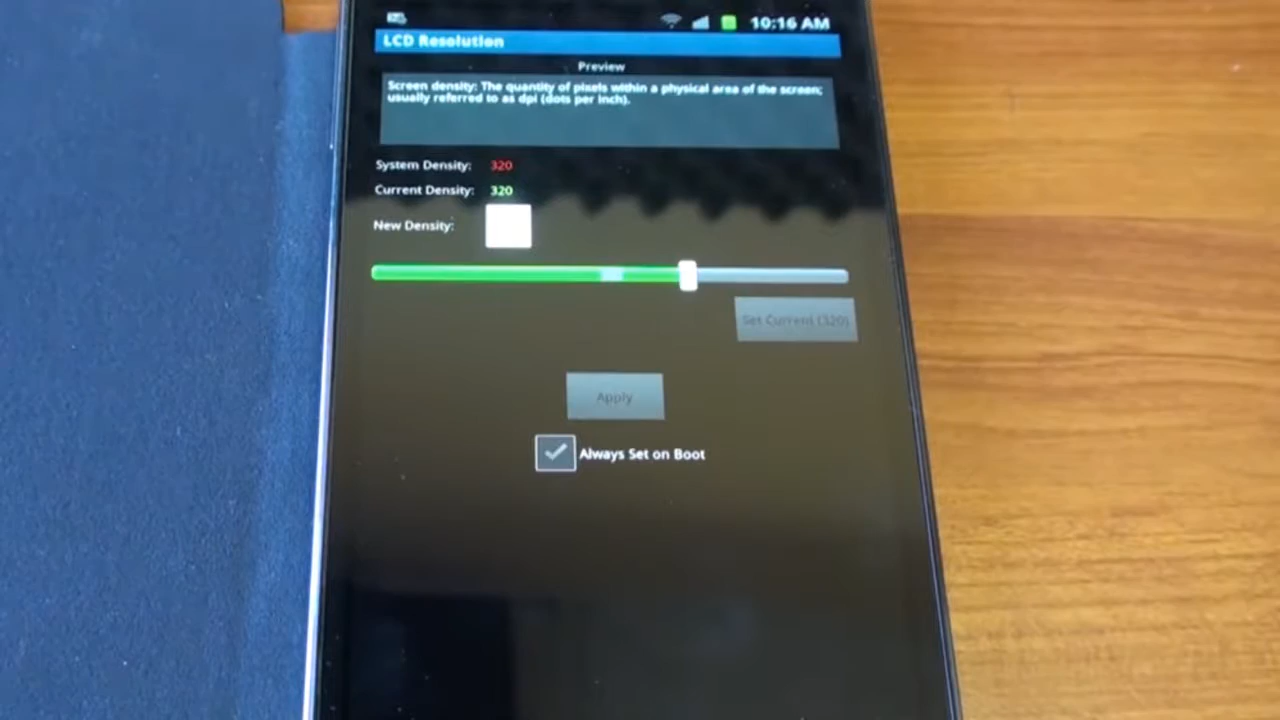 10:16 AM
LCD Resolution
Preview
Screen density: The quantity of pixels within a physical area of the screen;
usually referred to as dpi (dots per inch).
System Density: 320
Current Density: 320
New Density:
Set Current (320)
Apply
Always Set on Boot